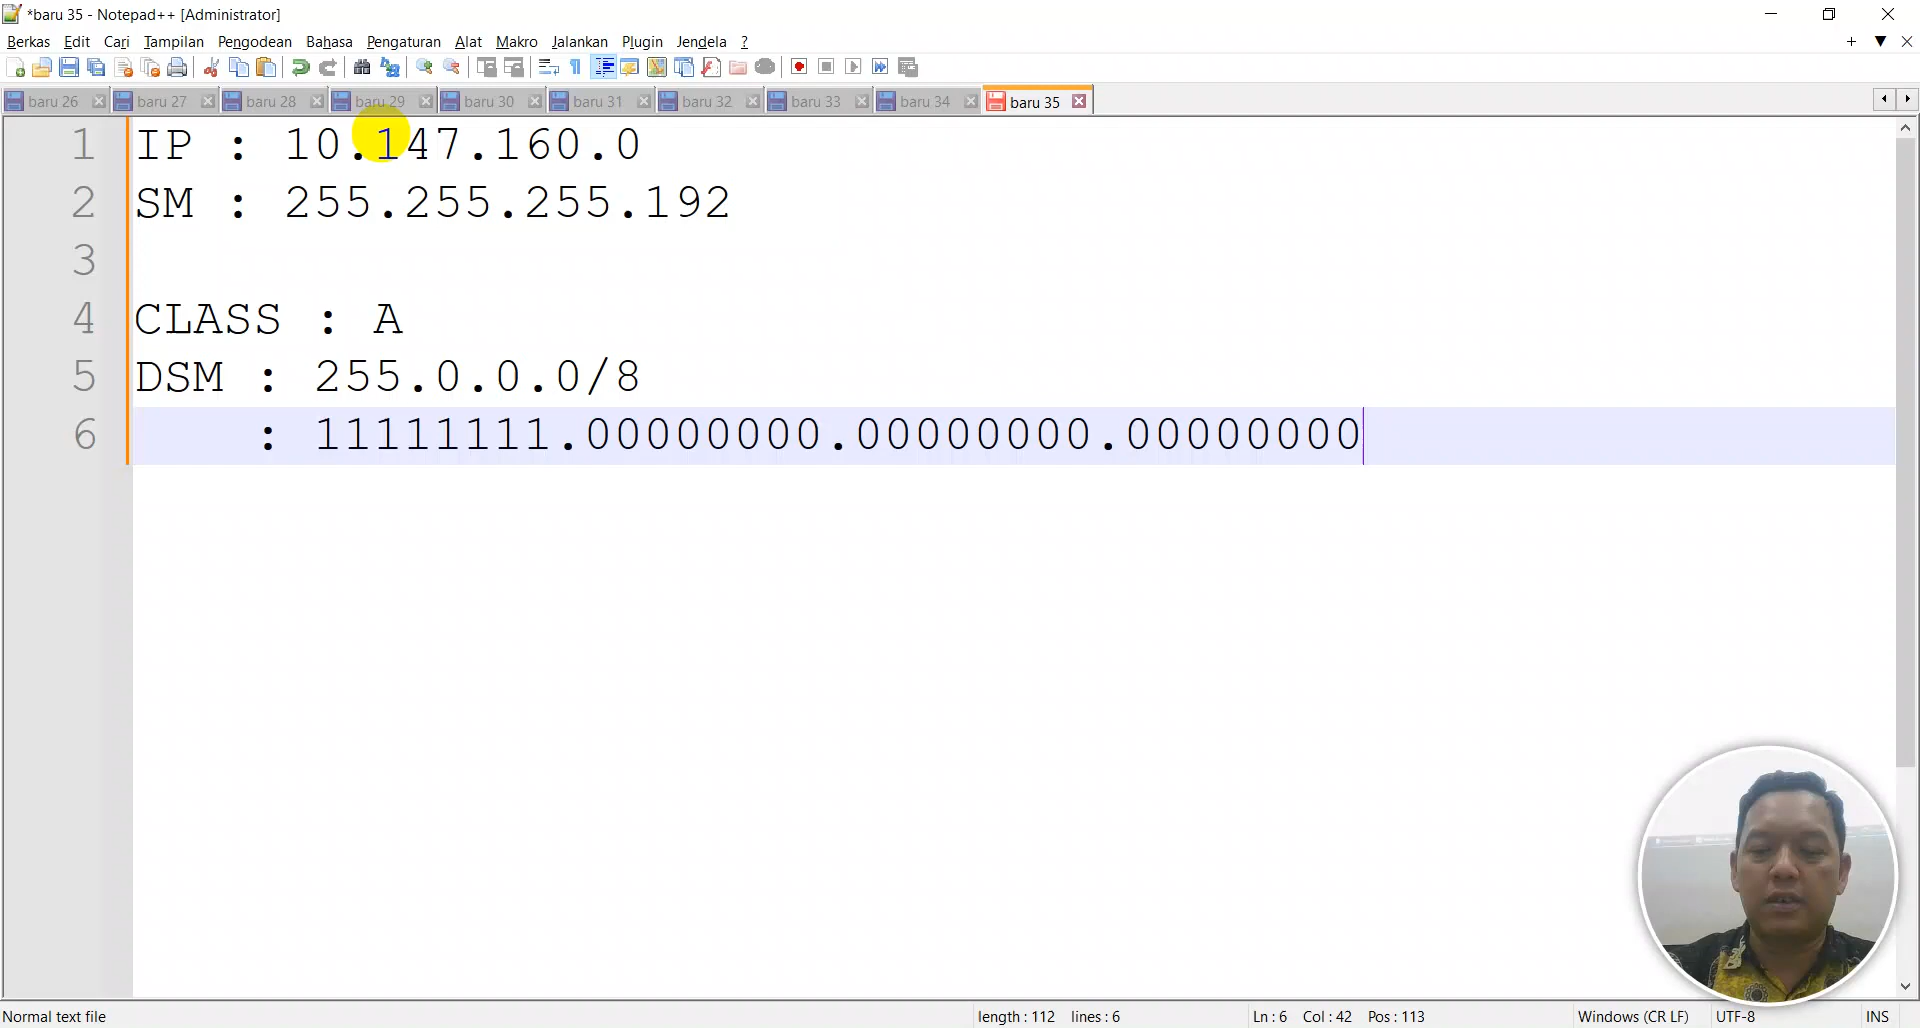 *baru 35 - Notepad++ [Administrator]
Berkas Edit Cari Tampilan Pengodean Bahasa Pengaturan Alat Makro Jalankan Plugin Jendela ?
baru 26 baru 27 baru 28 baru 29 baru 30 baru 31 baru 32 baru 33 baru 34 baru 35
1 IP : 10.147.160.0
2 SM : 255.255.255.192
3
4 CLASS : A
5 DSM : 255.0.0.0/8
6 : 11111111.00000000.00000000.00000000
Normal text file length : 112 lines : 6 Ln : 6 Col : 42 Pos : 113 Windows (CR LF) UTF-8 INS